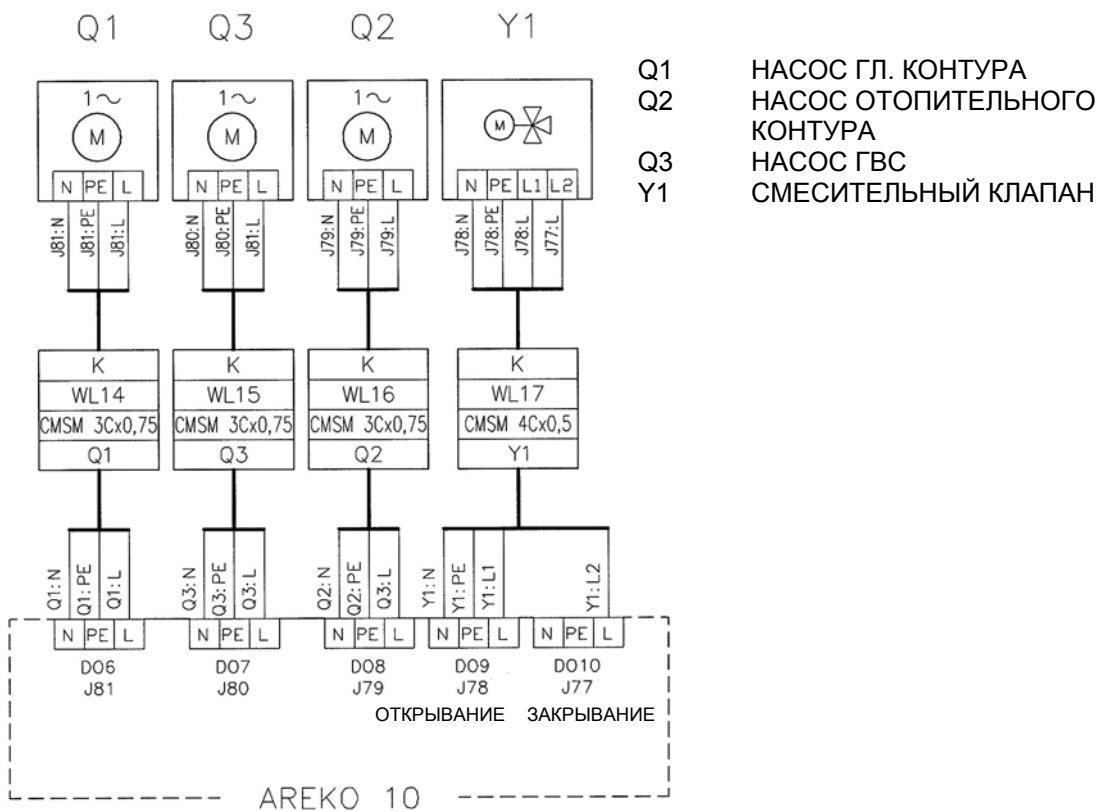 Q1 Q3 Q2 Y1
Q1 НАСОС ГЛ. КОНТУРА
Q2 НАСОС ОТОПИТЕЛЬНОГО
КОНТУРА
Q3 НАСОС ГВС
Y1 СМЕСИТЕЛЬНЫЙ КЛАПАН
1~ 1~ 1~
M M M M
N PE L N PE L N PE L N PE L1 L2
J81:N J81:PE J81:L J80:N J80:PE J81:L J79:N J79:PE J79:L J78:N J78:PE J78:L J77:L
K K K K
WL14 WL15 WL16 WL17
CMSM 3Cx0,75 CMSM 3Cx0,75 CMSM 3Cx0,75 CMSM 4Cx0,5
Q1 Q3 Q2 Y1
Q1:N Q1:PE Q1:L Q3:N Q3:PE Q3:L Q2:N Q2:PE Q3:L Y1:N Y1:PE Y1:L1 Y1:L2
N PE L N PE L N PE L N PE L N PE L
DO6 DO7 DO8 DO9 DO10
J81 J80 J79 J78 J77
ОТКРЫВАНИЕ ЗАКРЫВАНИЕ
AREKO 10